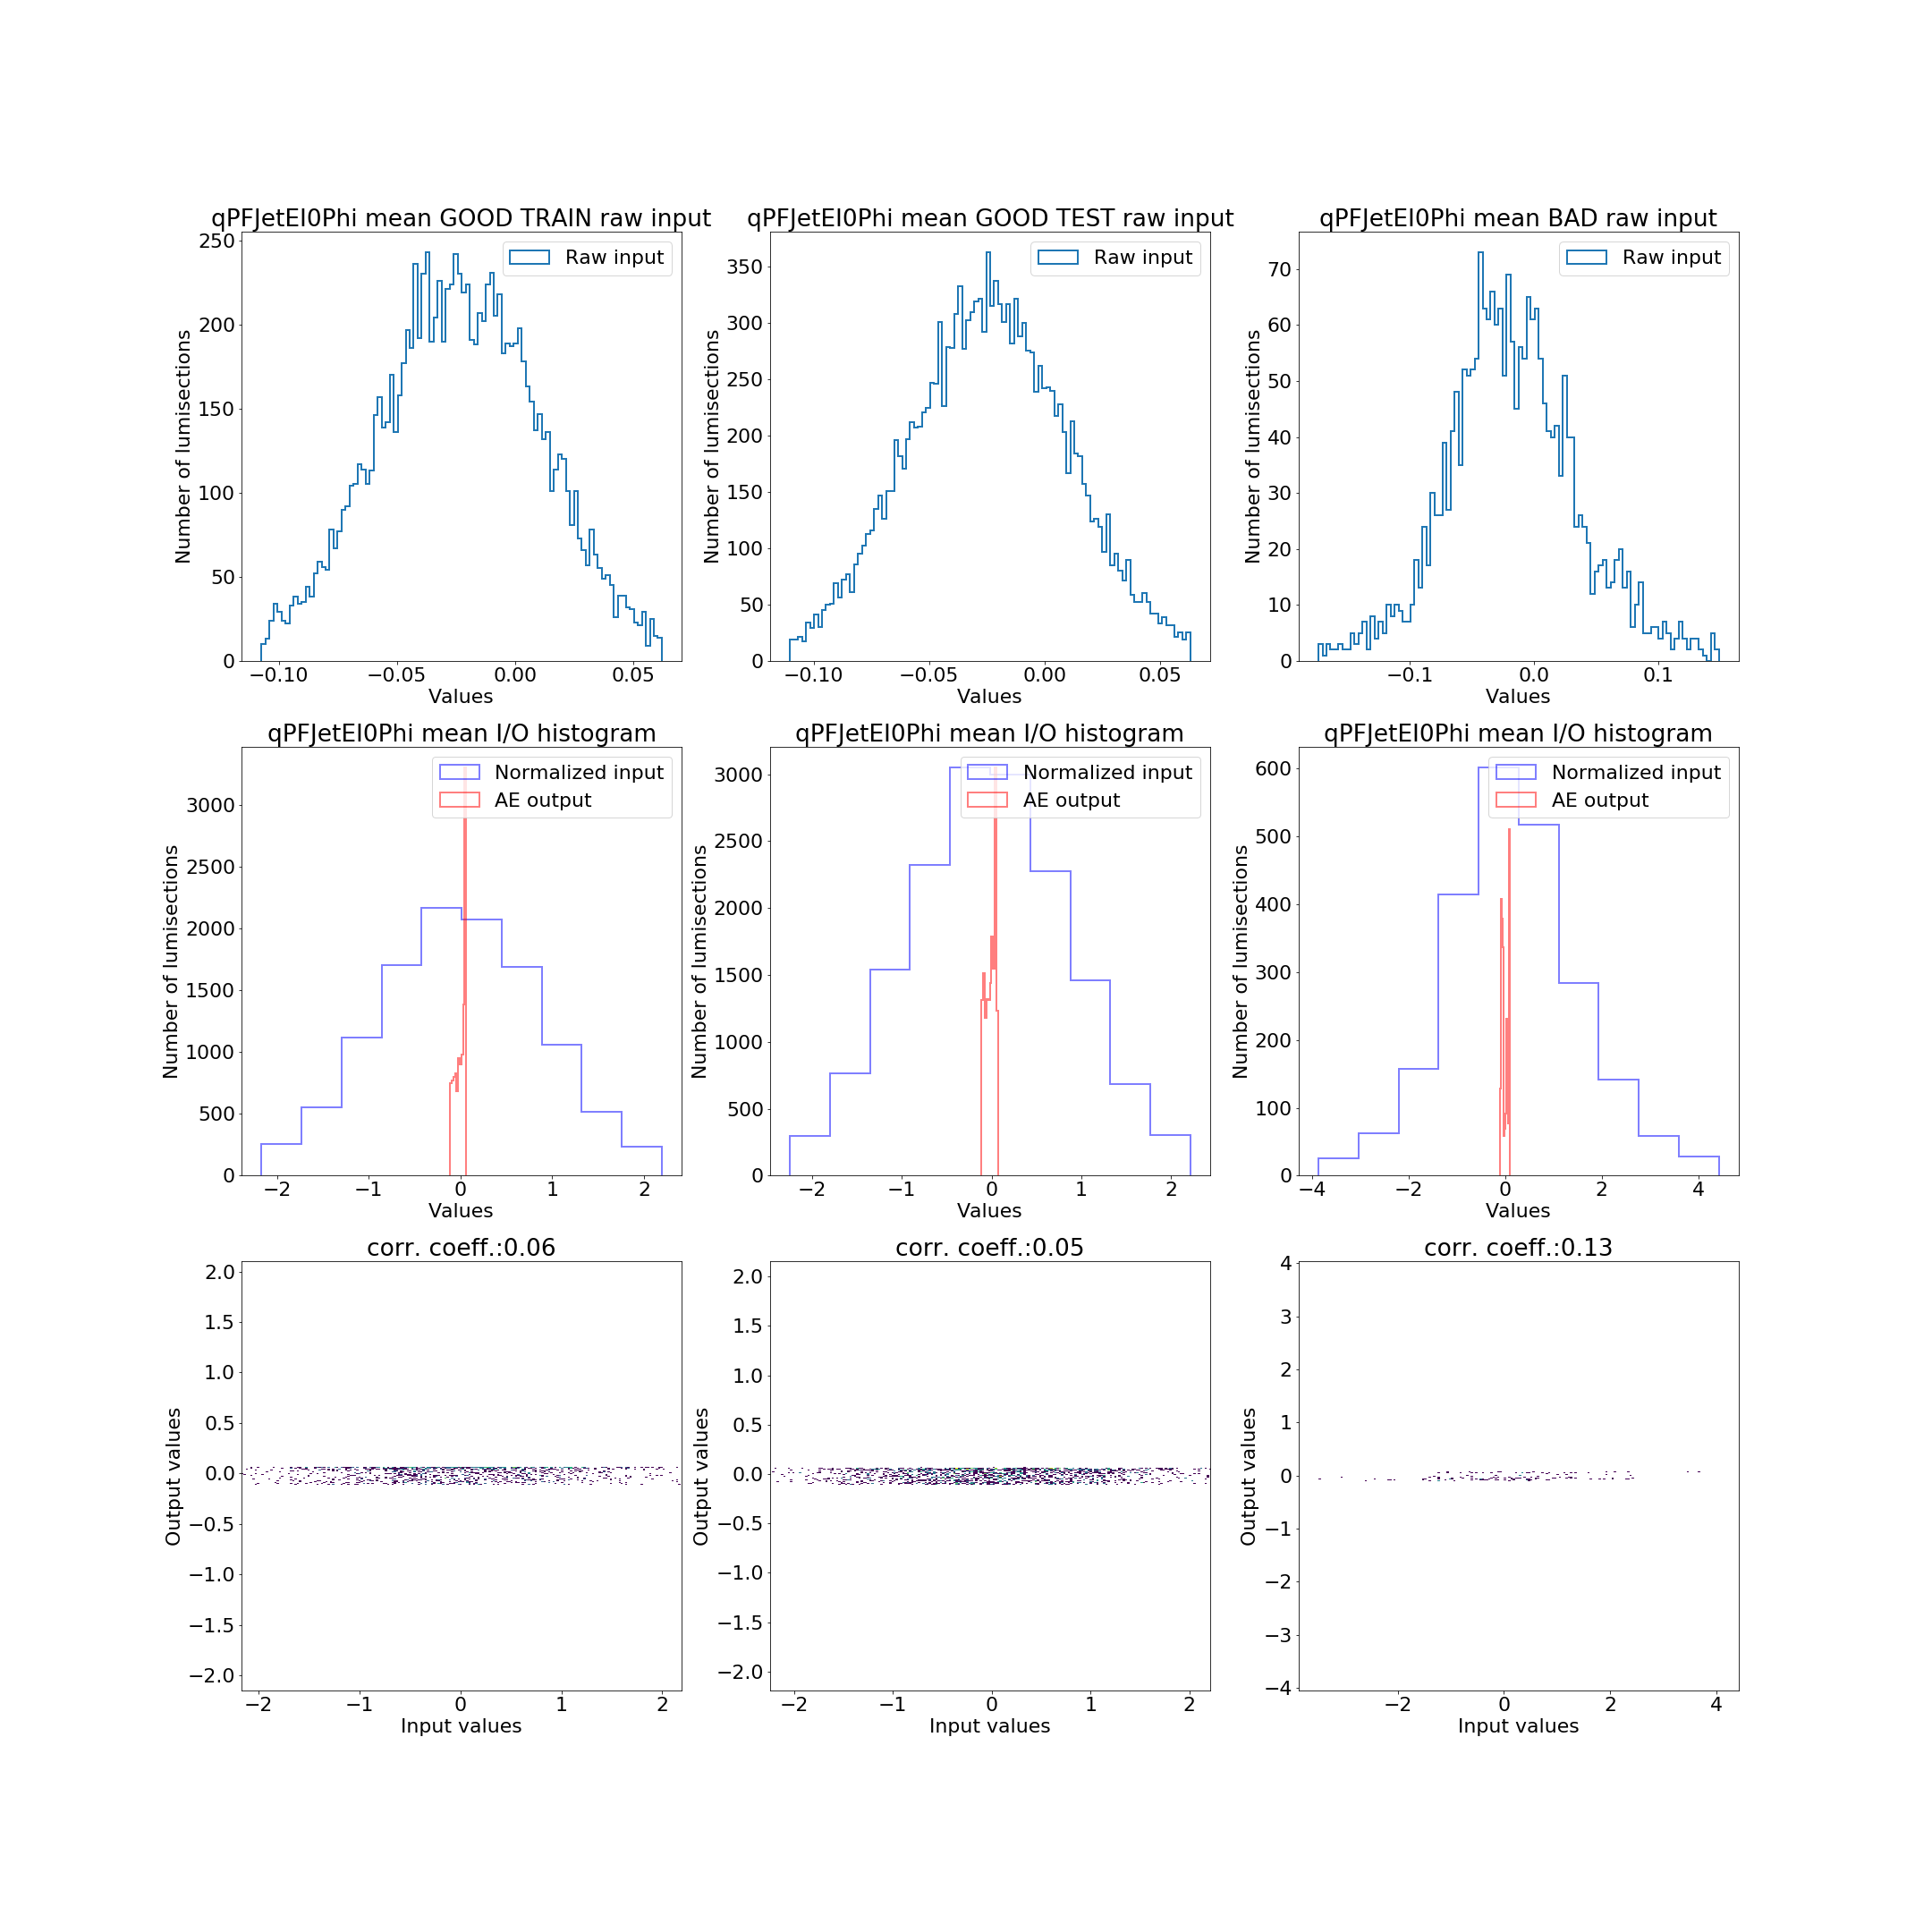 qPFJetEI0Phi mean GOOD TRAIN raw input
Number of lumisections
250
200
150
100
50
0
Raw input
−0.10 −0.05 0.00 0.05
Values
qPFJetEI0Phi mean GOOD TEST raw input
Number of lumisections
350
300
250
200
150
100
50
0
Raw input
−0.10 −0.05 0.00 0.05
Values
qPFJetEI0Phi mean BAD raw input
Number of lumisections
70
60
50
40
30
20
10
0
Raw input
−0.1 0.0 0.1
Values
qPFJetEI0Phi mean I/O histogram
Number of lumisections
3000
2500
2000
1500
1000
500
0
Normalized input
AE output
−2 −1 0 1 2
Values
qPFJetEI0Phi mean I/O histogram
Number of lumisections
3000
2500
2000
1500
1000
500
0
Normalized input
AE output
−2 −1 0 1 2
Values
qPFJetEI0Phi mean I/O histogram
Number of lumisections
600
500
400
300
200
100
0
Normalized input
AE output
−4 −2 0 2 4
Values
corr. coeff.:0.06
Output values
2.0
1.5
1.0
0.5
0.0
−0.5
−1.0
−1.5
−2.0
−2 −1 0 1 2
Input values
corr. coeff.:0.05
Output values
2.0
1.5
1.0
0.5
0.0
−0.5
−1.0
−1.5
−2.0
−2 −1 0 1 2
Input values
corr. coeff.:0.13
Output values
4
3
2
1
0
−1
−2
−3
−4
−2 0 2 4
Input values